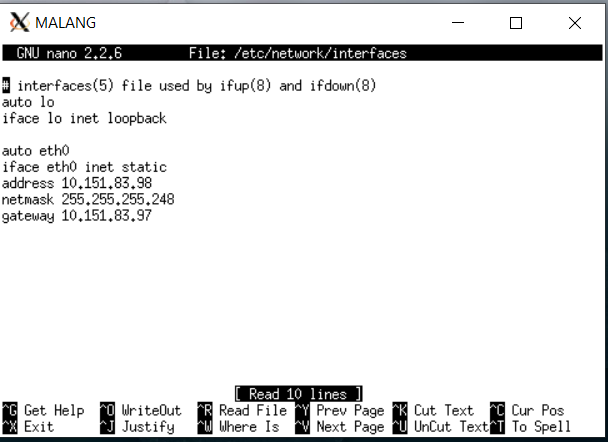 MALANG
GNU nano 2.2.6 File: /etc/network/interfaces
# interfaces(5) file used by ifup(8) and ifdown(8)
auto lo
iface lo inet loopback
auto eth0
iface eth0 inet static
address 10.151.83.98
netmask 255.255.255.248
gateway 10.151.83.97
[ Read 10 lines ]
^G Get Help ^O WriteOut ^R Read File ^Y Prev Page ^K Cut Text ^C Cur Pos
^X Exit ^J Justify ^W Where Is ^V Next Page ^U UnCut Text ^T To Spell